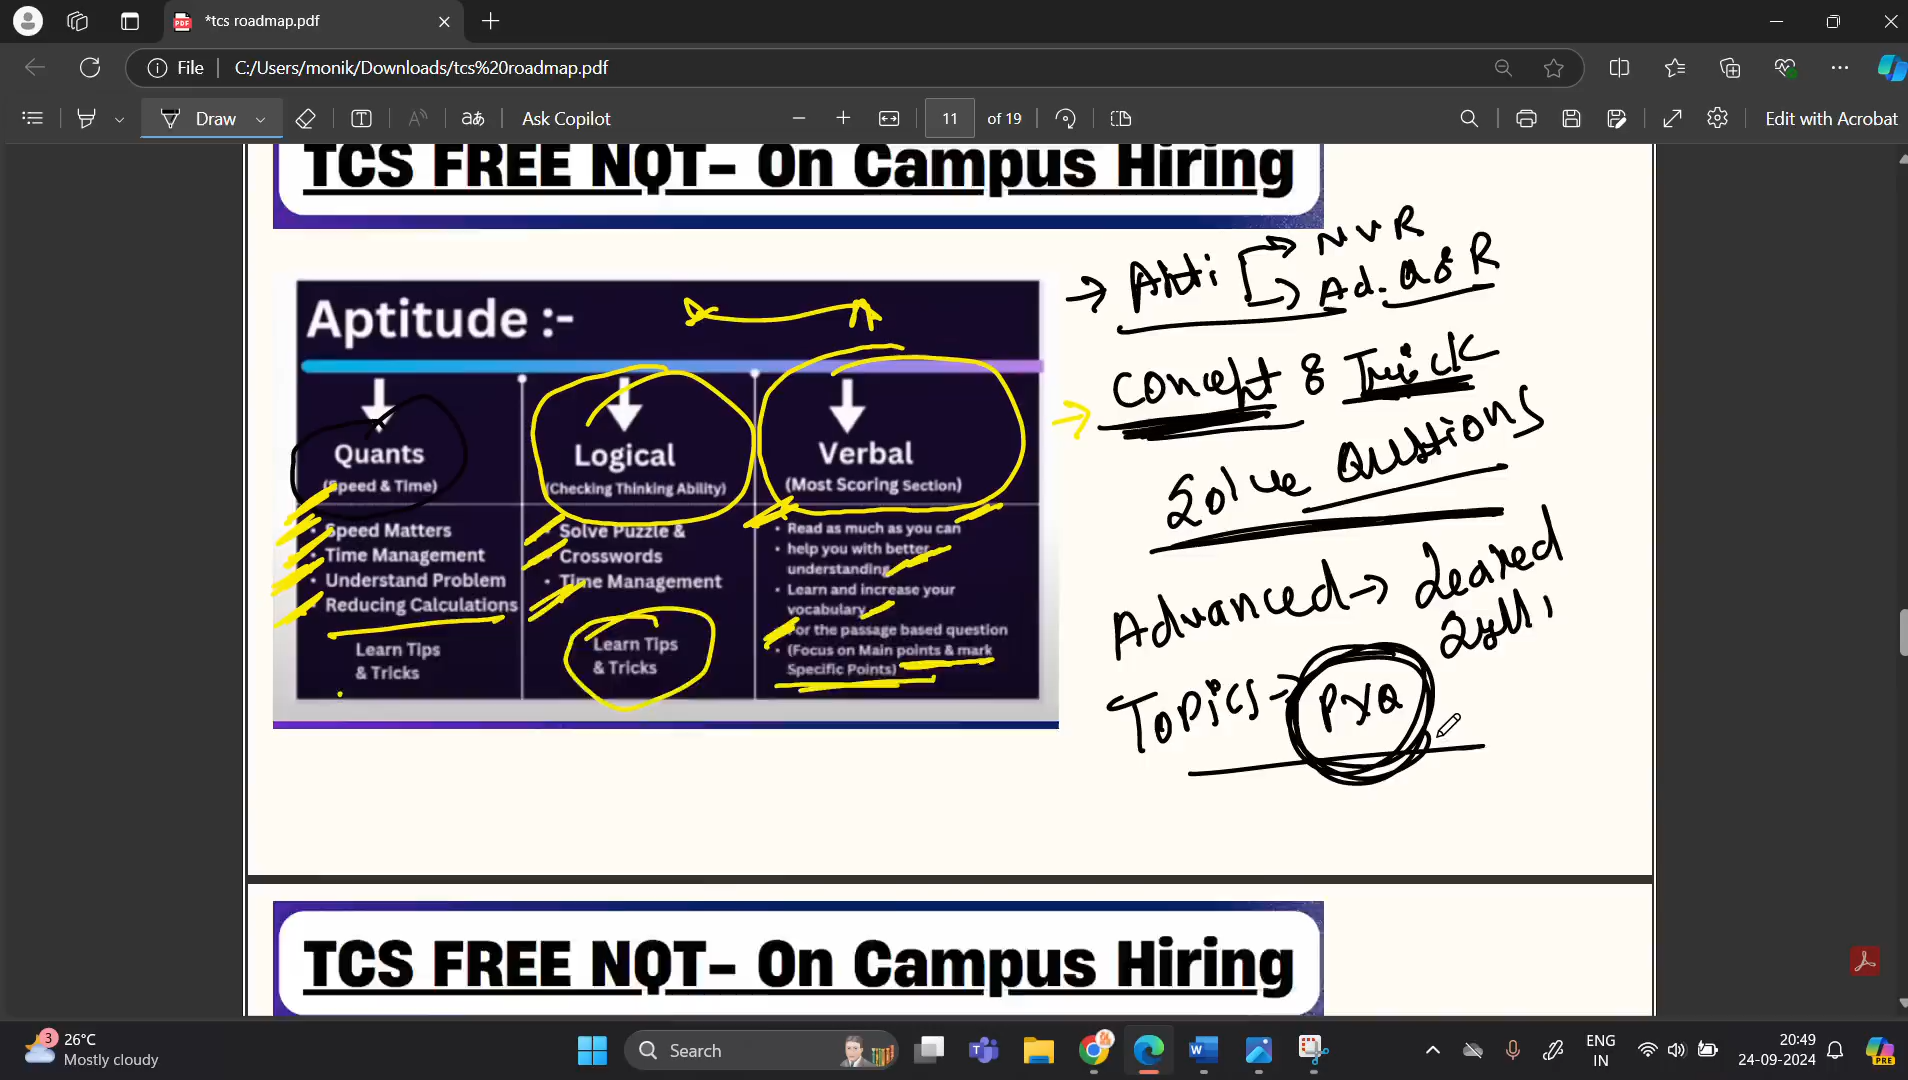 *tcs roadmap.pdf
File
C:/Users/monik/Downloads/tcs%20roadmap.pdf
Draw
aあ
Ask Copilot
11 of 19
Edit with Acrobat
TCS FREE NQT- On Campus Hiring
Aptitude :-
Quants
(Speed & Time)
• Speed Matters
• Time Management
• Understand Problem
• Reducing Calculations
Learn Tips
& Tricks
Logical
(Checking Thinking Ability)
• Solve Puzzle &
Crosswords
• Time Management
Learn Tips
& Tricks
Verbal
(Most Scoring Section)
• Read as much as you can
• help you with better
understanding
• Learn and increase your
vocabulary
• For the passage based question
• (Focus on Main points & mark
Specific Points)
→ NVR
→ Ad. Q & R
Concept & Trick
Solve Questions
Advanced →
Topics → PYQ
TCS FREE NQT- On Campus Hiring
3
26°C
Mostly cloudy
Search
ENG
IN
20:49
24-09-2024
PRE